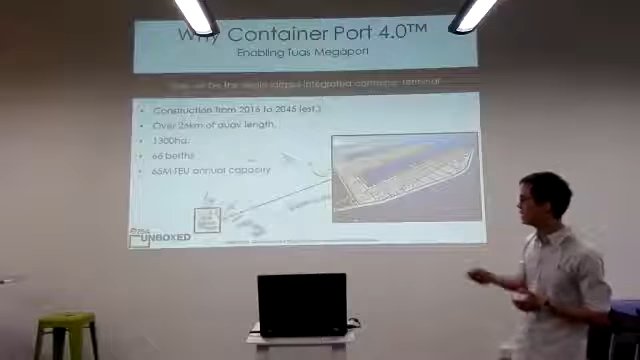 Why Container Port 4.0™
Enabling Tuas Megaport
Construction from 2016 to 2045 (est.)
Over 26km of quay length,
1300ha,
66 berths
65M TEU annual capacity
PSA
UNBOXED